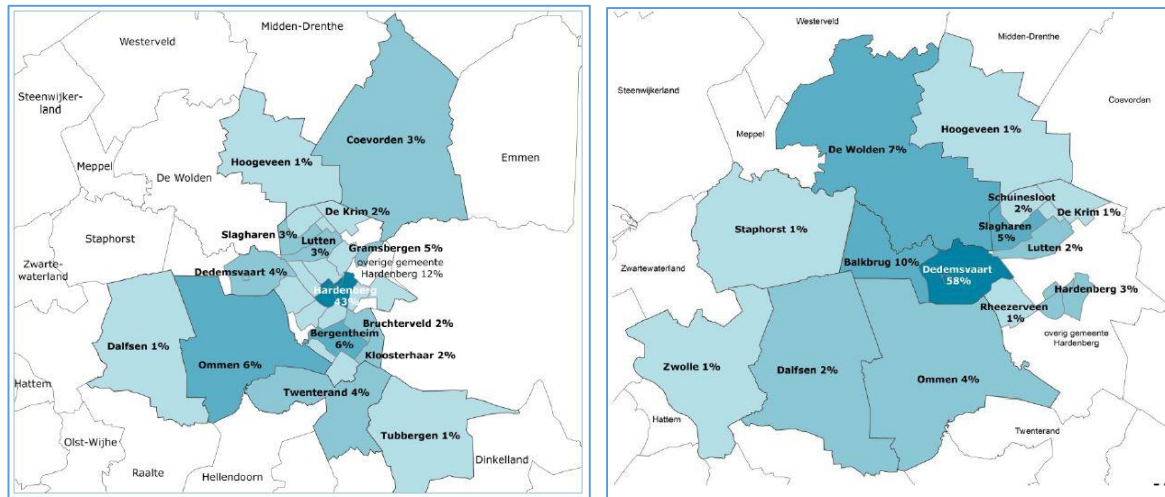 Midden-Drenthe
Westerveld
Steenwijker-
land
Coevorden 3%
Emmen
Hoogeveen 1%
Meppel
De Wolden
De Krim 2%
Staphorst
Slagharen 3%
Lutten
3%
Gramsbergen 5%
overige gemeente
Hardenberg 12%
Zwarte-
waterland
Dedemsvaart 4%
Hardenberg
43%
Bruchterveld 2%
Bergentheim
6%
Dalfsen 1%
Ommen 6%
Kloosterhaar 2%
Hattem
Twenterand 4%
Tubbergen 1%
Olst-Wijhe
Raalte
Hellendoorn
Dinkelland
Westerveld
Midden-Drenthe
Steenwijkerland
Coevorden
Meppel
Hoogeveen 1%
De Wolden 7%
Schuinesloot
2%
De Krim 1%
Staphorst 1%
Slagharen
5%
Lutten 2%
Zwartewaterland
Balkbrug 10%
Dedemsvaart
58%
Hardenberg 3%
Rheezerveen
1%
overig gemeente
Hardenberg
Zwolle 1%
Dalfsen 2%
Ommen 4%
Hattem
Twenterand